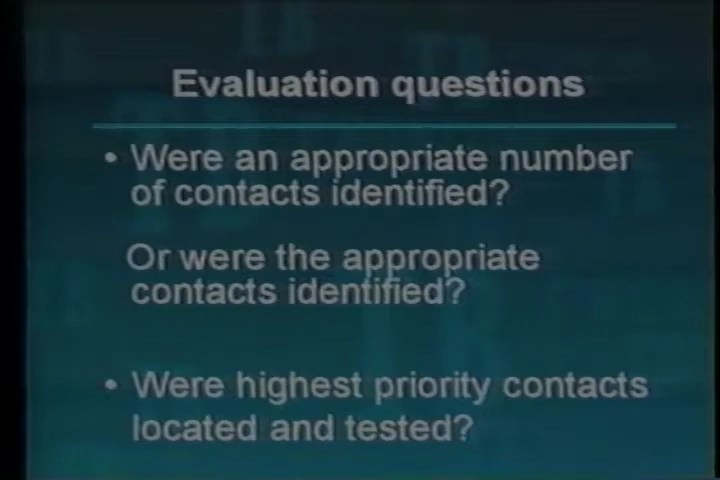 Evaluation questions
• Were an appropriate number
of contacts identified?
Or were the appropriate
contacts identified?
• Were highest priority contacts
located and tested?